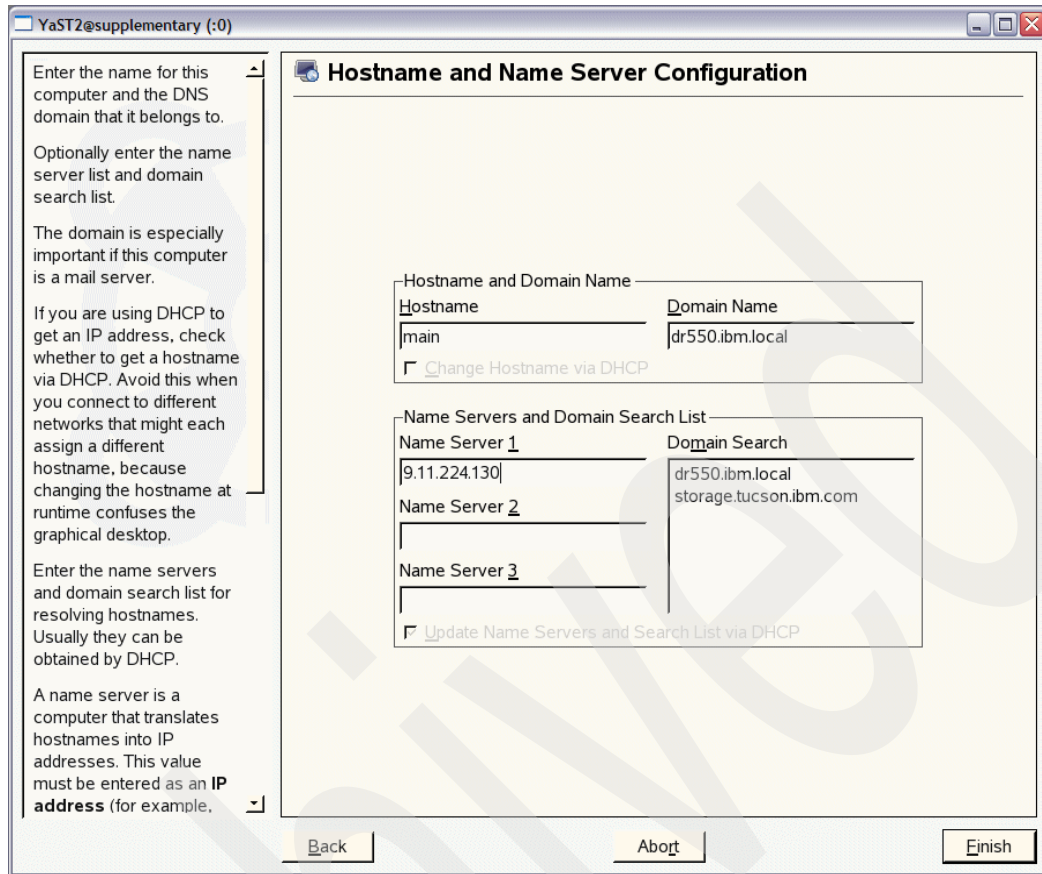 YaST2@supplementary (:0)
Enter the name for this
computer and the DNS
domain that it belongs to.
Optionally enter the name
server list and domain
search list.
The domain is especially
important if this computer
is a mail server.
If you are using DHCP to
get an IP address, check
whether to get a hostname
via DHCP. Avoid this when
you connect to different
networks that might each
assign a different
hostname, because
changing the hostname at
runtime confuses the
graphical desktop.
Enter the name servers
and domain search list for
resolving hostnames.
Usually they can be
obtained by DHCP.
A name server is a
computer that translates
hostnames into IP
addresses. This value
must be entered as an IP
address (for example,
Hostname and Name Server Configuration
Hostname and Domain Name
Hostname
Domain Name
main
dr550.ibm.local
Change Hostname via DHCP
Name Servers and Domain Search List
Name Server 1
Domain Search
9.11.224.130
dr550.ibm.local
storage.tucson.ibm.com
Name Server 2
Name Server 3
Update Name Servers and Search List via DHCP
Back
Abort
Finish